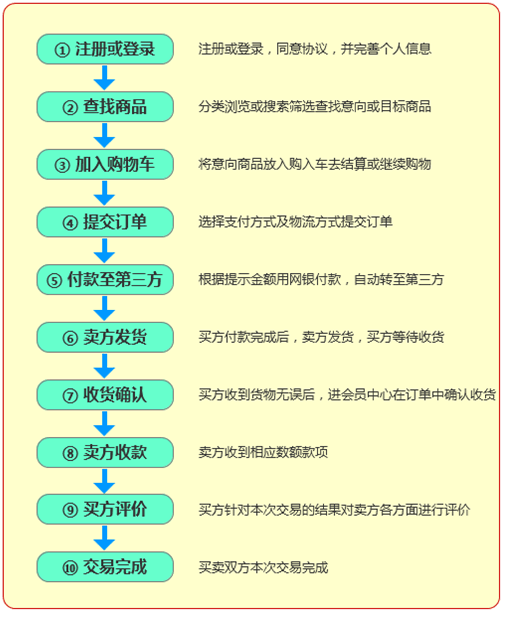 ① 注册或登录
注册或登录，同意协议，并完善个人信息
② 查找商品
分类浏览或搜索筛选查找意向或目标商品
③ 加入购物车
将意向商品放入购入车去结算或继续购物
④ 提交订单
选择支付方式及物流方式提交订单
⑤ 付款至第三方
根据提示金额用网银付款，自动转至第三方
⑥ 卖方发货
买方付款完成后，卖方发货，买方等待收货
⑦ 收货确认
买方收到货物无误后，进会员中心在订单中确认收货
⑧ 卖方收款
卖方收到相应数额款项
⑨ 买方评价
买方针对本次交易的结果对卖方各方面进行评价
⑩ 交易完成
买卖双方本次交易完成